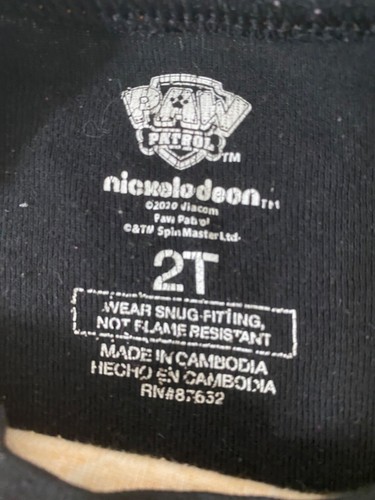 PAW
PATROL TM
nickelodeon TM
©2020 Viacom
Paw Patrol
©&TM Spin Master Ltd.
2T
WEAR SNUG-FITTING,
NOT FLAME RESISTANT
MADE IN CAMBODIA
HECHO EN CAMBODIA
RN#87632